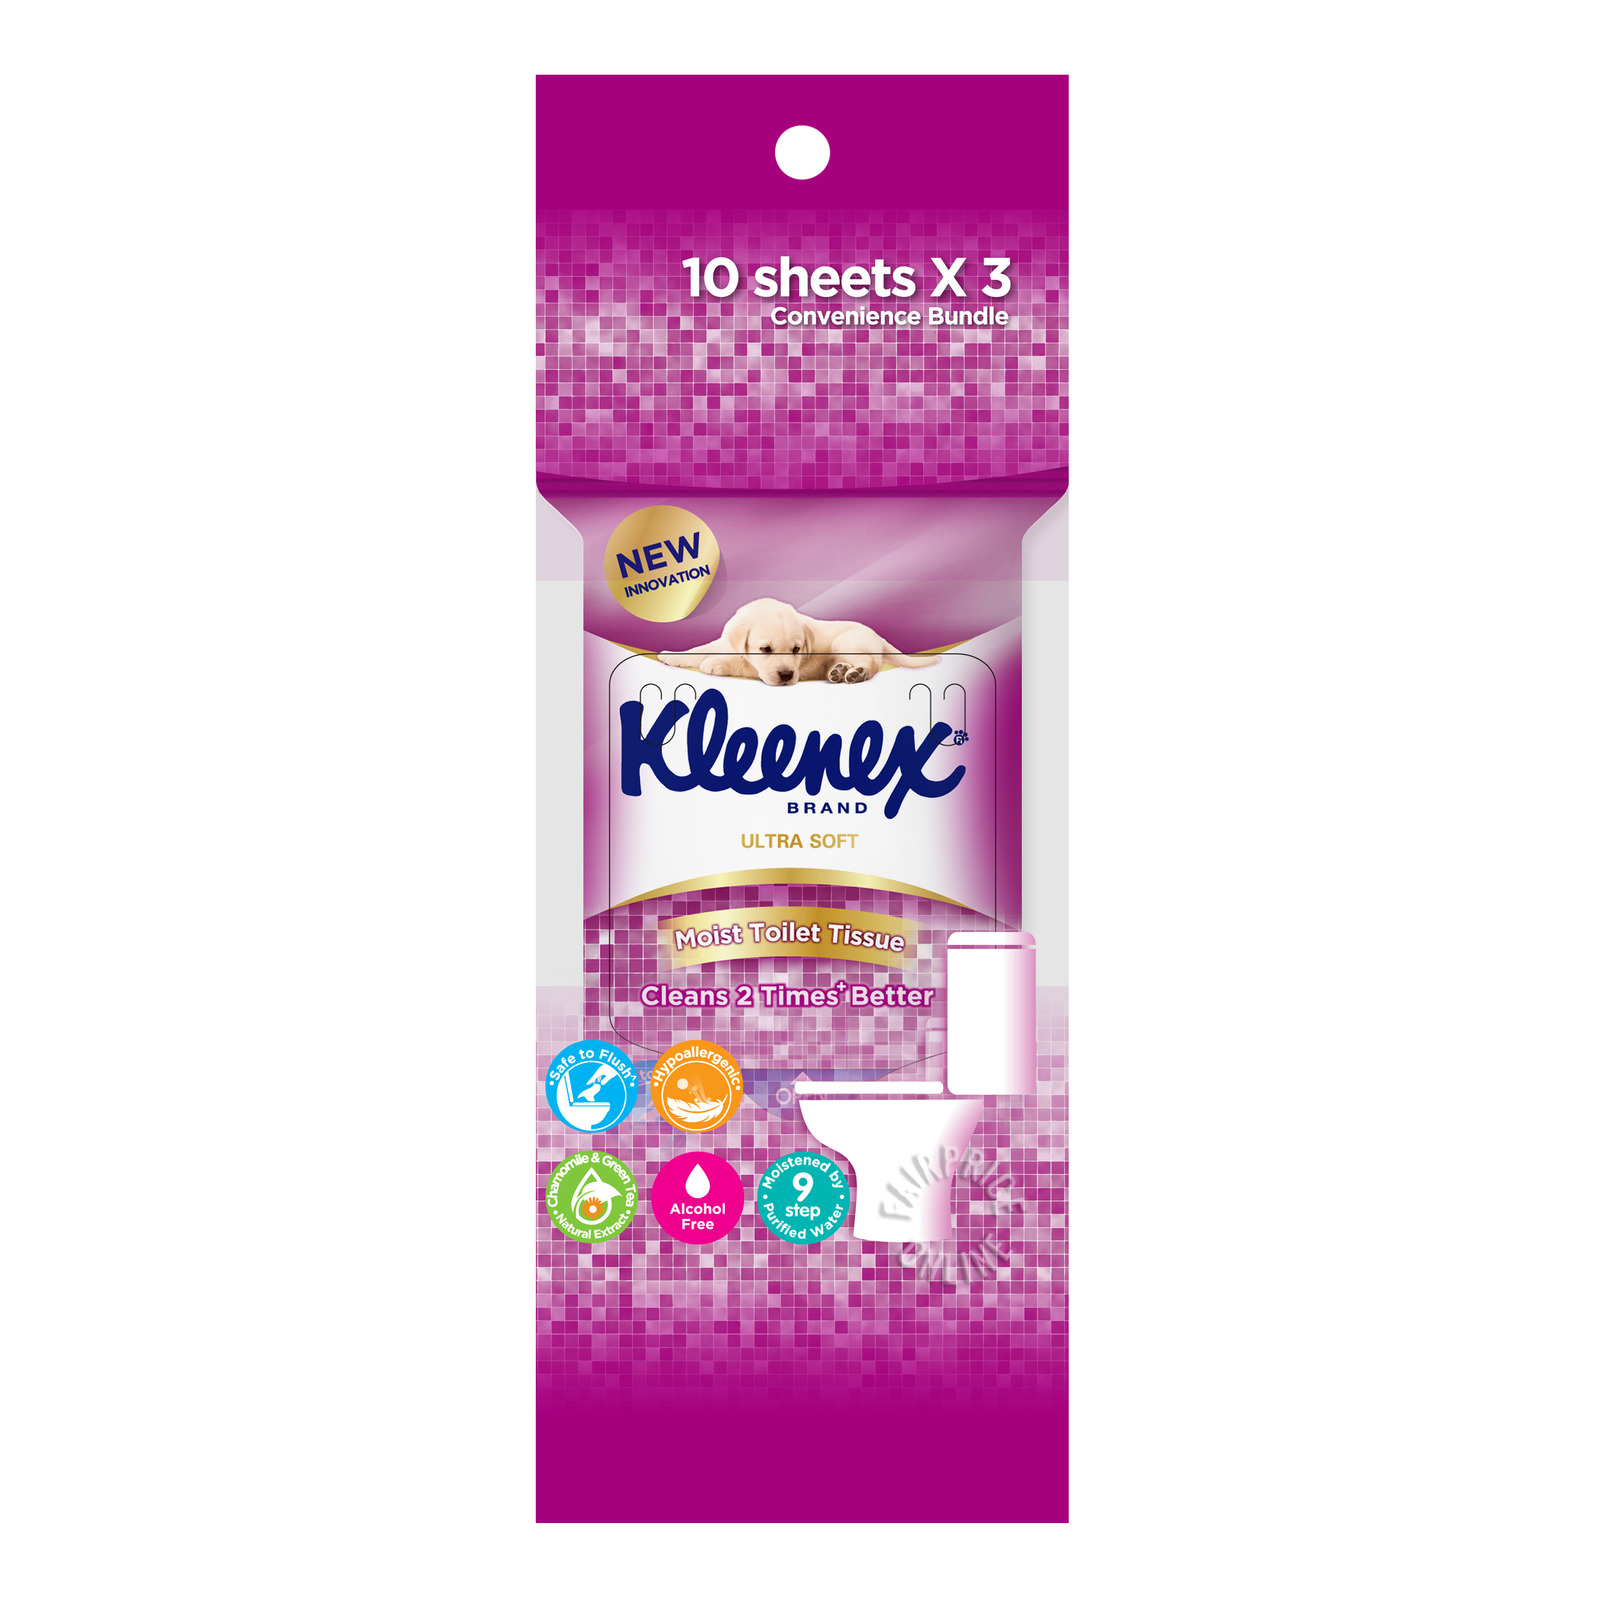 10 sheets X 3
Convenience Bundle
NEW
INNOVATION
Kleenex
BRAND
ULTRA SOFT
Moist Toilet Tissue
Cleans 2 Times+ Better
Safe to Flush^
Hypoallergenic
Chamomile & Green Tea
Natural Extract
Alcohol
Free
Moistened by
9
step
Purified Water
FAIRPRICE
ONLINE